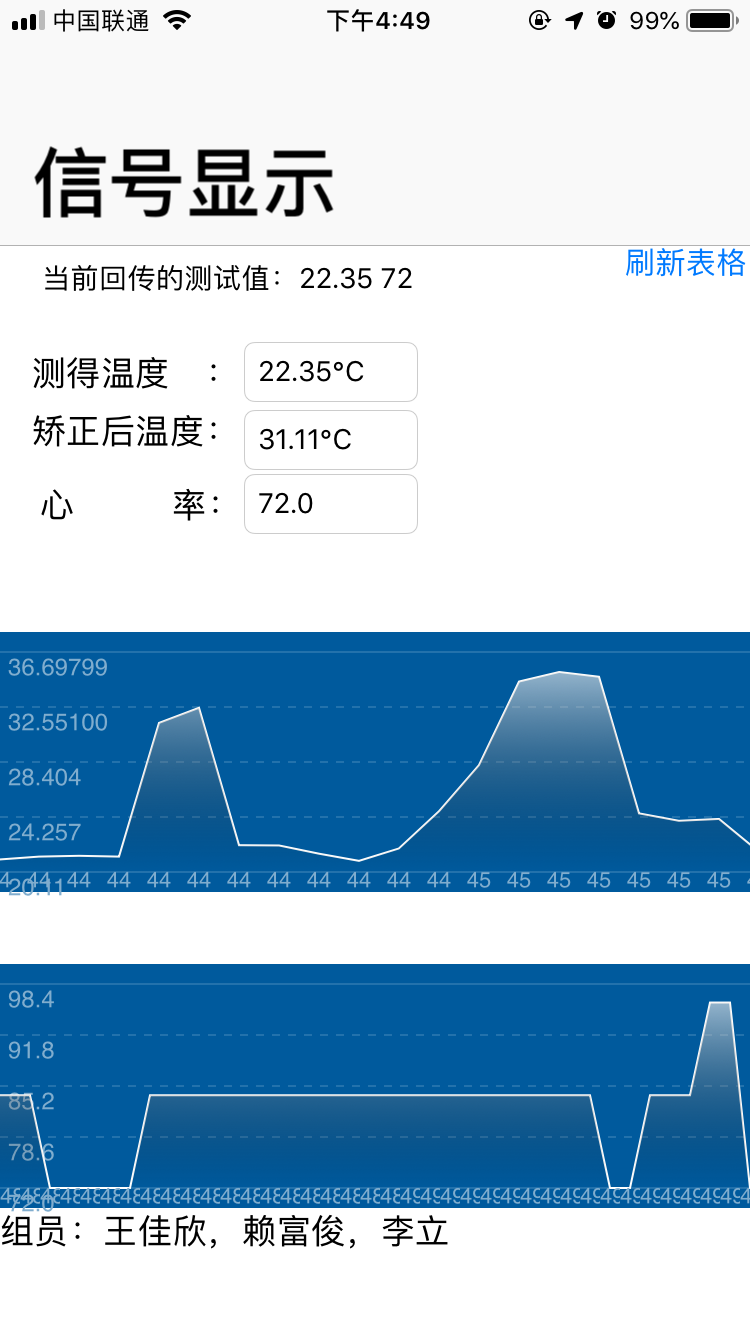 中国联通 下午4:49 99%
信号显示
刷新表格
当前回传的测试值：22.35 72
测得温度 ： 22.35°C
矫正后温度： 31.11°C
心 率： 72.0
36.69799
32.55100
28.404
24.257
20.11
44 44 44 44 44 44 44 44 44 44 44 45 45 45 45 45 45 45
98.4
91.8
85.2
78.6
72.0
组员：王佳欣，赖富俊，李立